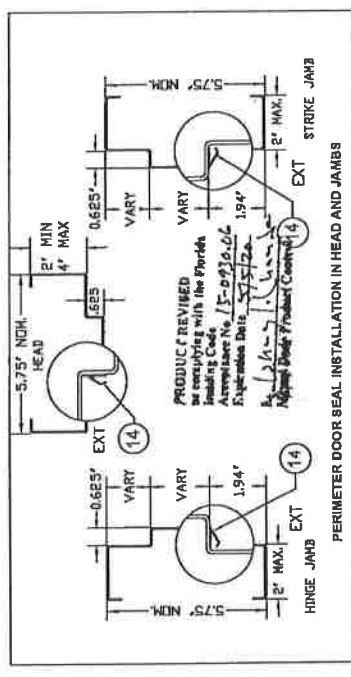 2" MIN
4" MAX
5.75" NOM.
HEAD
.625
EXT
14
0.625"
VARY
VARY
1.94"
5.75" NOM.
2" MAX.
EXT
HINGE JAMB
14
0.625"
VARY
VARY
1.94"
5.75" NOM.
2" MAX.
EXT
STRIKE JAMB
14
PRODUCT REVISED
as complying with the Florida
Building Code
Acceptance No 15-0930.06
Expiration Date
By
Miami Dade Product Control
PERIMETER DOOR SEAL INSTALLATION IN HEAD AND JAMBS